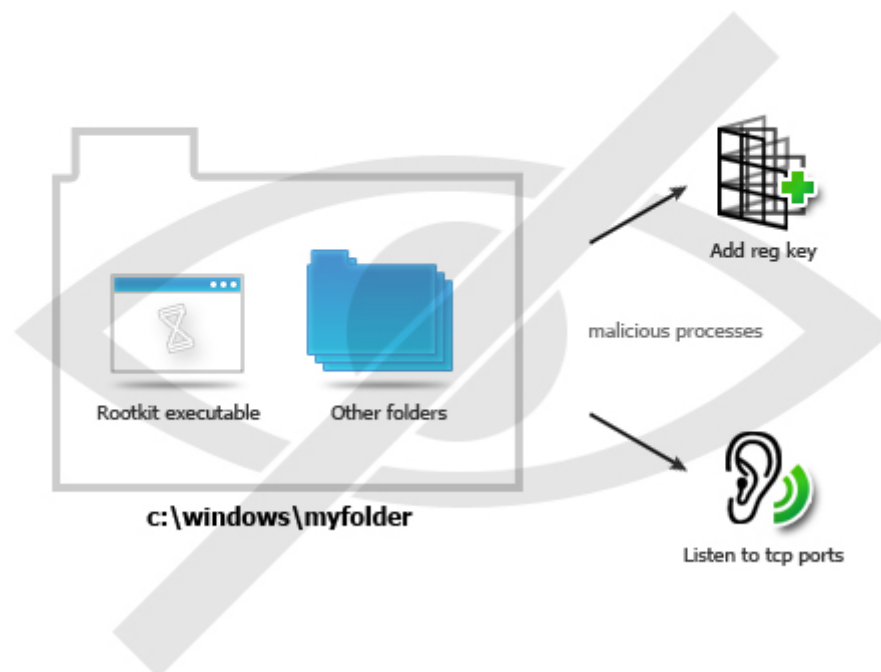 Add reg key
malicious processes
Rootkit executable
Other folders
c:\windows\myfolder
Listen to tcp ports